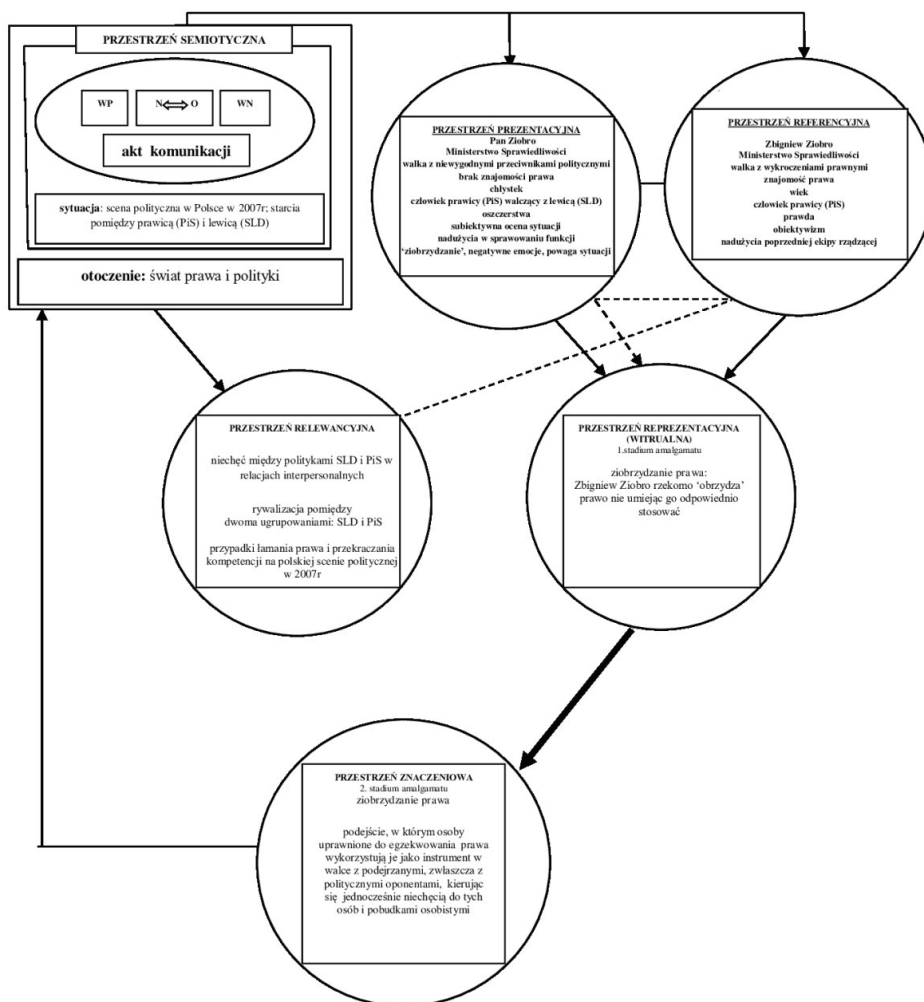 PRZESTRZEŃ SEMIOTYCZNA
WP
N⇔O
WN
akt komunikacji
sytuacja: scena polityczna w Polsce w 2007r; starcia
pomiędzy prawicą (PiS) i lewicą (SLD)
otoczenie: świat prawa i polityki
PRZESTRZEŃ PREZENTACYJNA
Pan Ziobro
Ministerstwo Sprawiedliwości
walka z niewygodnymi przeciwnikami politycznymi
brak znajomości prawa
chłystek
człowiek prawicy (PiS) walczący z lewicą (SLD)
oszczerstwa
subiektywna ocena sytuacji
nadużycia w sprawowaniu funkcji
‘ziobrzydzanie’, negatywne emocje, powaga sytuacji
PRZESTRZEŃ REFERENCYJNA
Zbigniew Ziobro
Ministerstwo Sprawiedliwości
walka z wykroczeniami prawnymi
znajomość prawa
wiek
człowiek prawicy (PiS)
prawda
obiektywizm
nadużycia poprzedniej ekipy rządzącej
PRZESTRZEŃ RELEWANCYJNA
niechęć między politykami SLD i PiS w
relacjach interpersonalnych
rywalizacja pomiędzy
dwoma ugrupowaniami: SLD i PiS
przypadki łamania prawa i przekraczania
kompetencji na polskiej scenie politycznej
w 2007r
PRZESTRZEŃ REPREZENTACYJNA
(WITRUALNA)
1.stadium amalgamatu
ziobrzydzanie prawa:
Zbigniew Ziobro rzekomo ‘obrzydza’
prawo nie umiejąc go odpowiednio
stosować
PRZESTRZEŃ ZNACZENIOWA
2. stadium amalgamatu
ziobrzydzanie prawa
podejście, w którym osoby
uprawnione do egzekwowania prawa
wykorzystują je jako instrument w
walce z podejrzanymi, zwłaszcza z
politycznymi oponentami, kierując
się jednocześnie niechęcią do tych
osób i pobudkami osobistymi